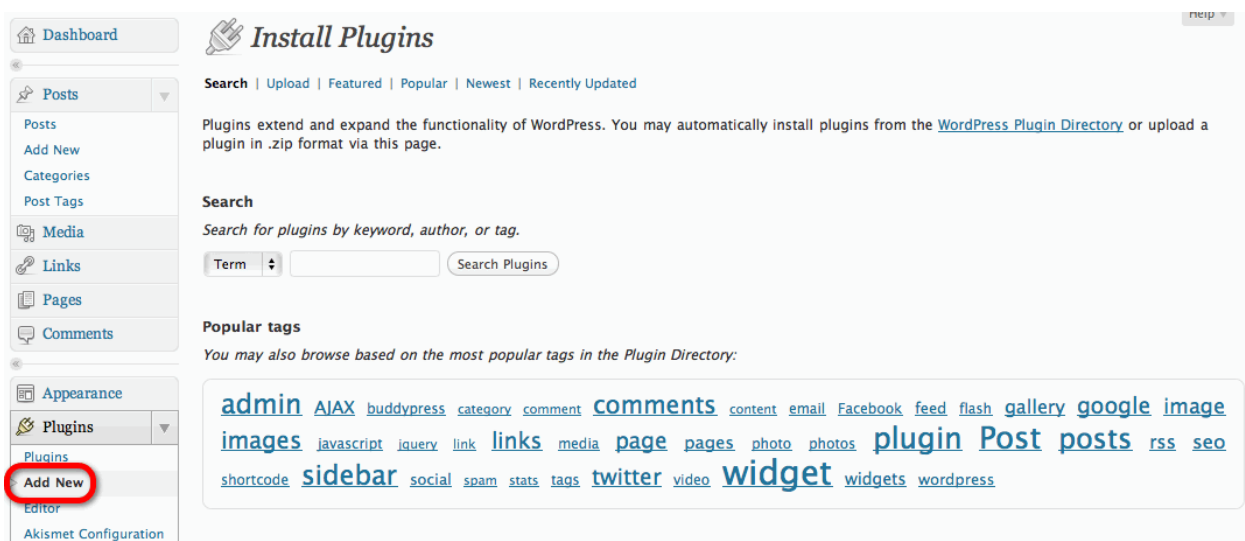 Help
Dashboard
Posts
Posts
Add New
Categories
Post Tags
Media
Links
Pages
Comments
Appearance
Plugins
Plugins
Add New
Editor
Akismet Configuration
Install Plugins
Search | Upload | Featured | Popular | Newest | Recently Updated
Plugins extend and expand the functionality of WordPress. You may automatically install plugins from the WordPress Plugin Directory or upload a
plugin in .zip format via this page.
Search
Search for plugins by keyword, author, or tag.
Term Search Plugins
Popular tags
You may also browse based on the most popular tags in the Plugin Directory:
admin AJAX buddypress category comment comments content email Facebook feed flash gallery google image
images javascript jquery link links media page pages photo photos plugin Post posts rss seo
shortcode sidebar social spam stats tags twitter video widget widgets wordpress